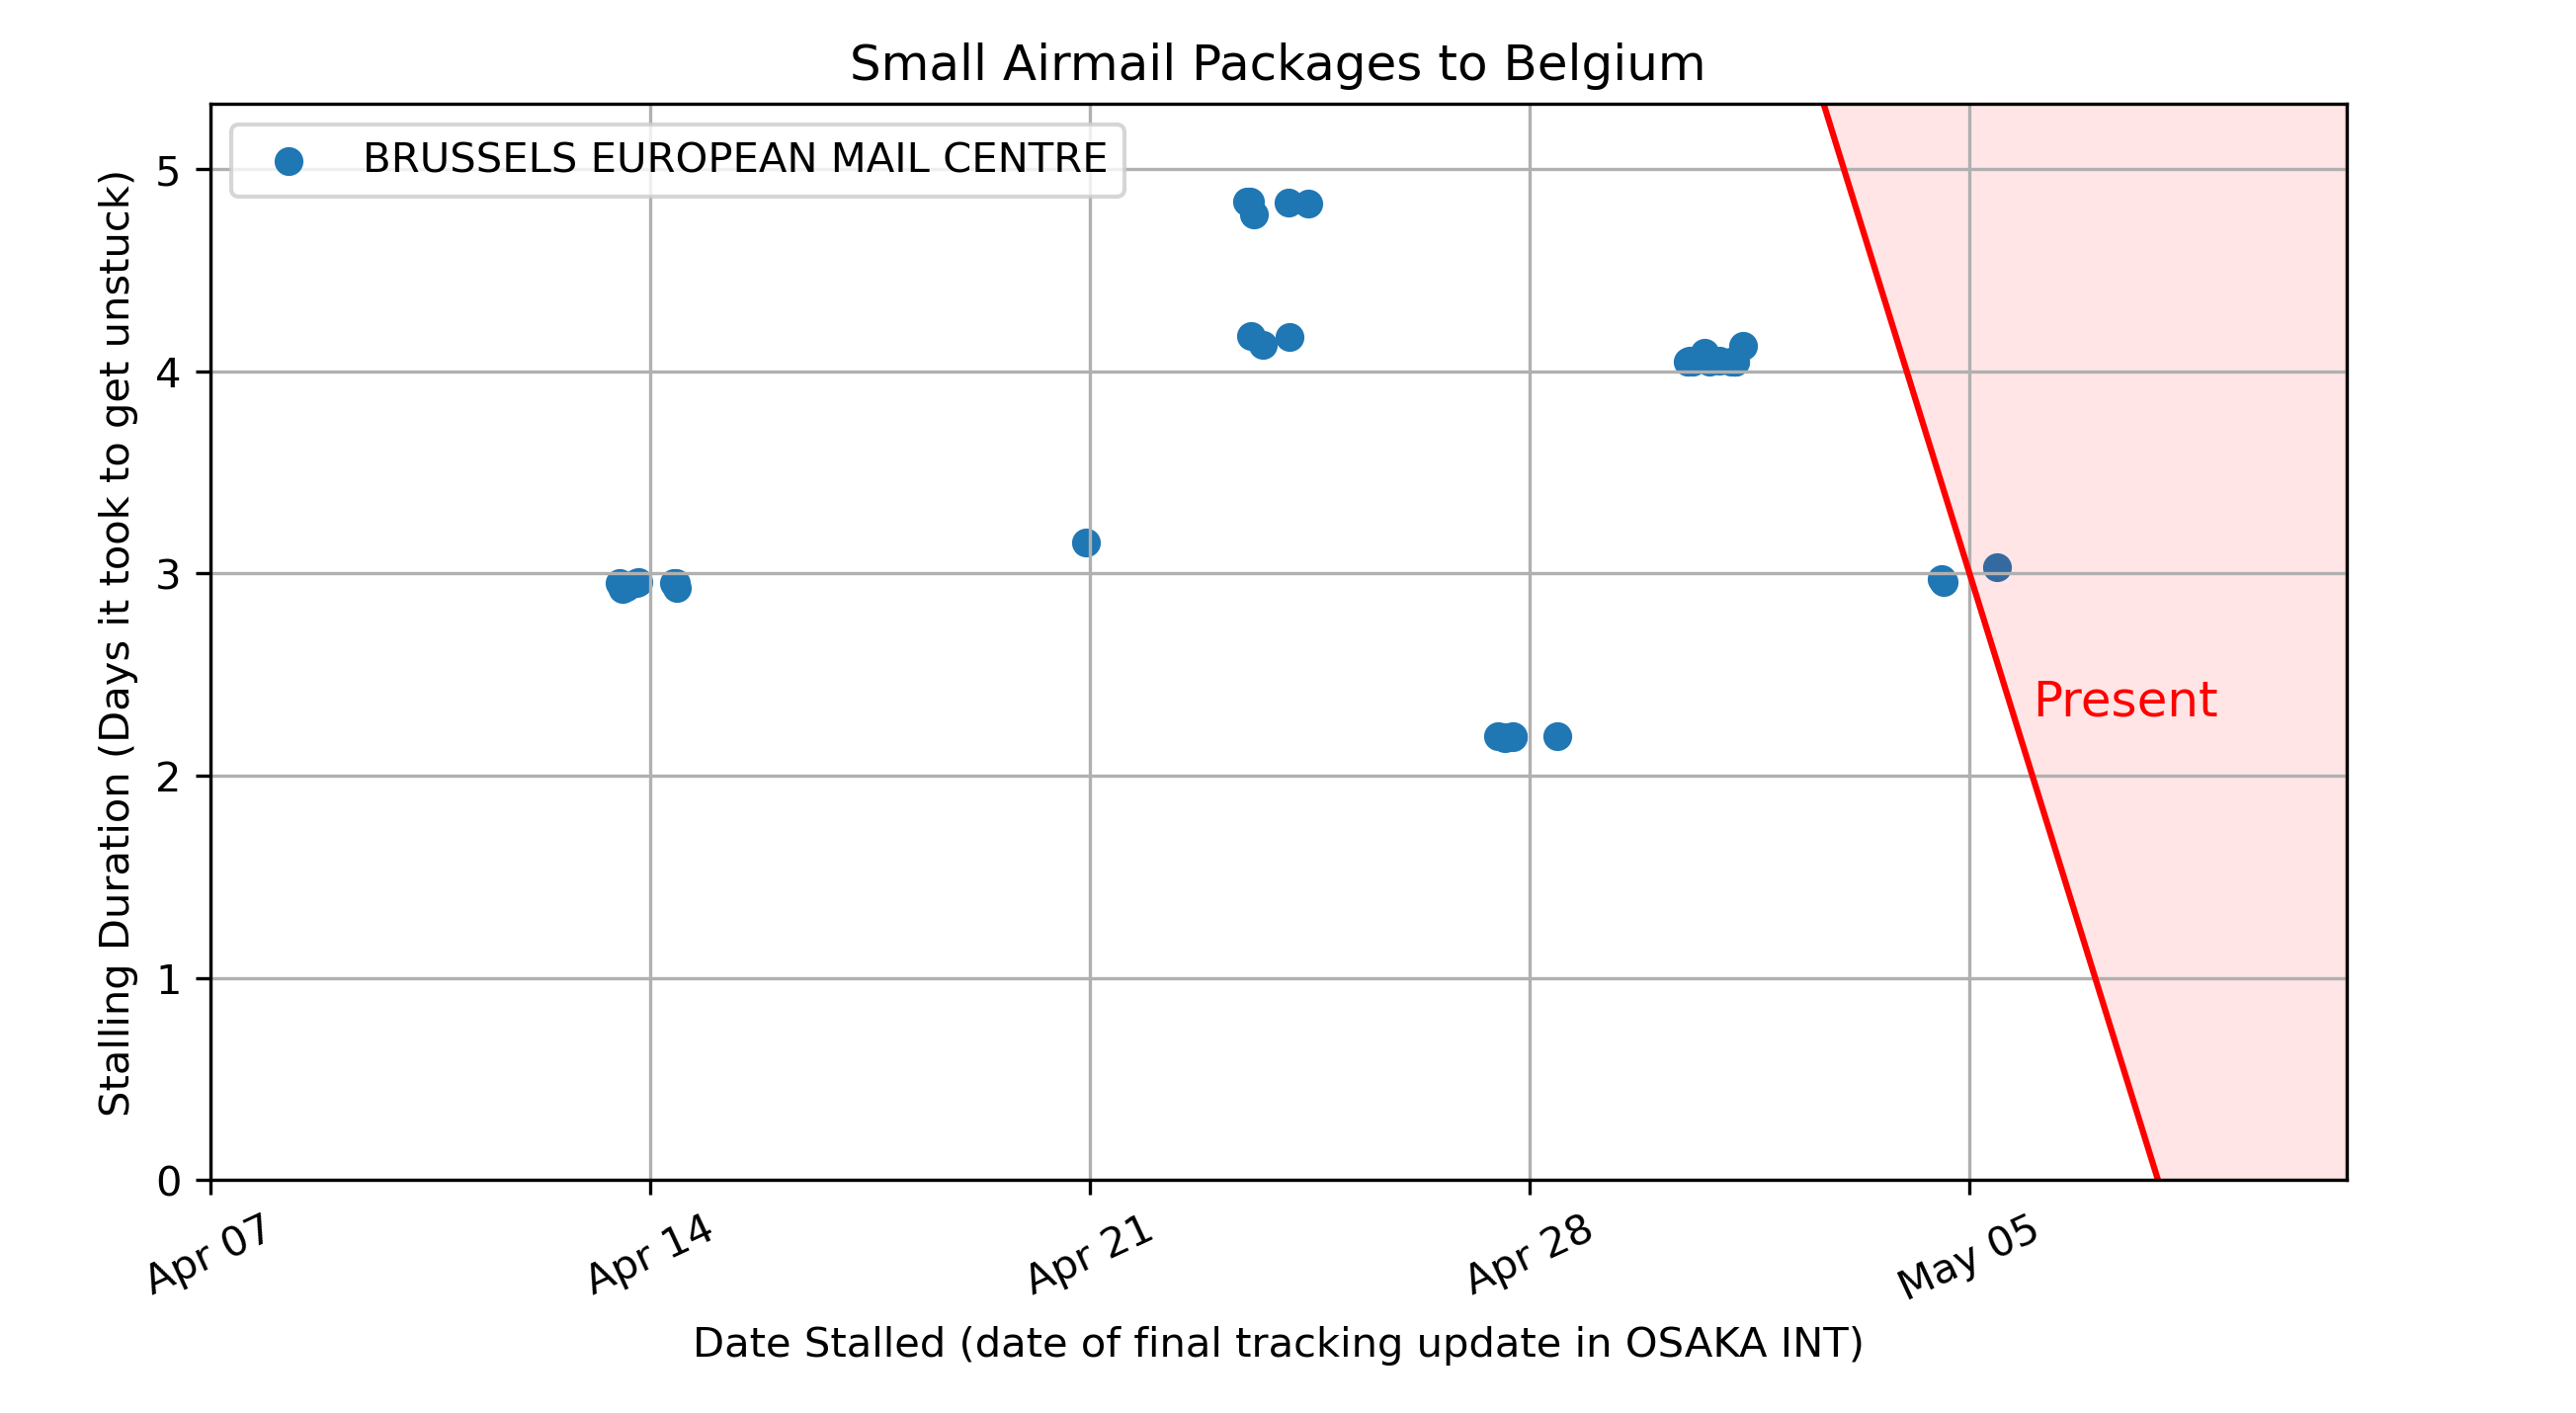 Small Airmail Packages to Belgium
BRUSSELS EUROPEAN MAIL CENTRE
Stalling Duration (Days it took to get unstuck)
5
4
3
2
1
0
Present
Apr 07
Apr 14
Apr 21
Apr 28
May 05
Date Stalled (date of final tracking update in OSAKA INT)